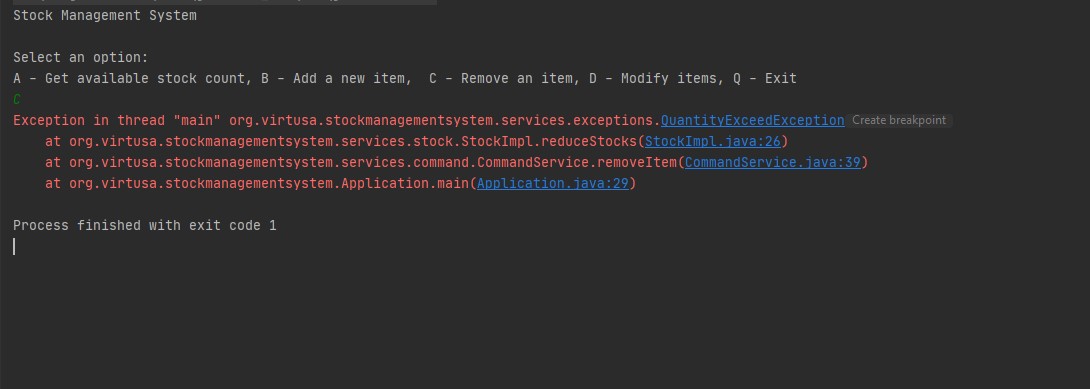 Stock Management System
Select an option:
A - Get available stock count, B - Add a new item,  C - Remove an item, D - Modify items, Q - Exit
C
Exception in thread "main" org.virtusa.stockmanagementsystem.services.exceptions.QuantityExceedException Create breakpoint
    at org.virtusa.stockmanagementsystem.services.stock.StockImpl.reduceStocks(StockImpl.java:26)
    at org.virtusa.stockmanagementsystem.services.command.CommandService.removeItem(CommandService.java:39)
    at org.virtusa.stockmanagementsystem.Application.main(Application.java:29)
Process finished with exit code 1